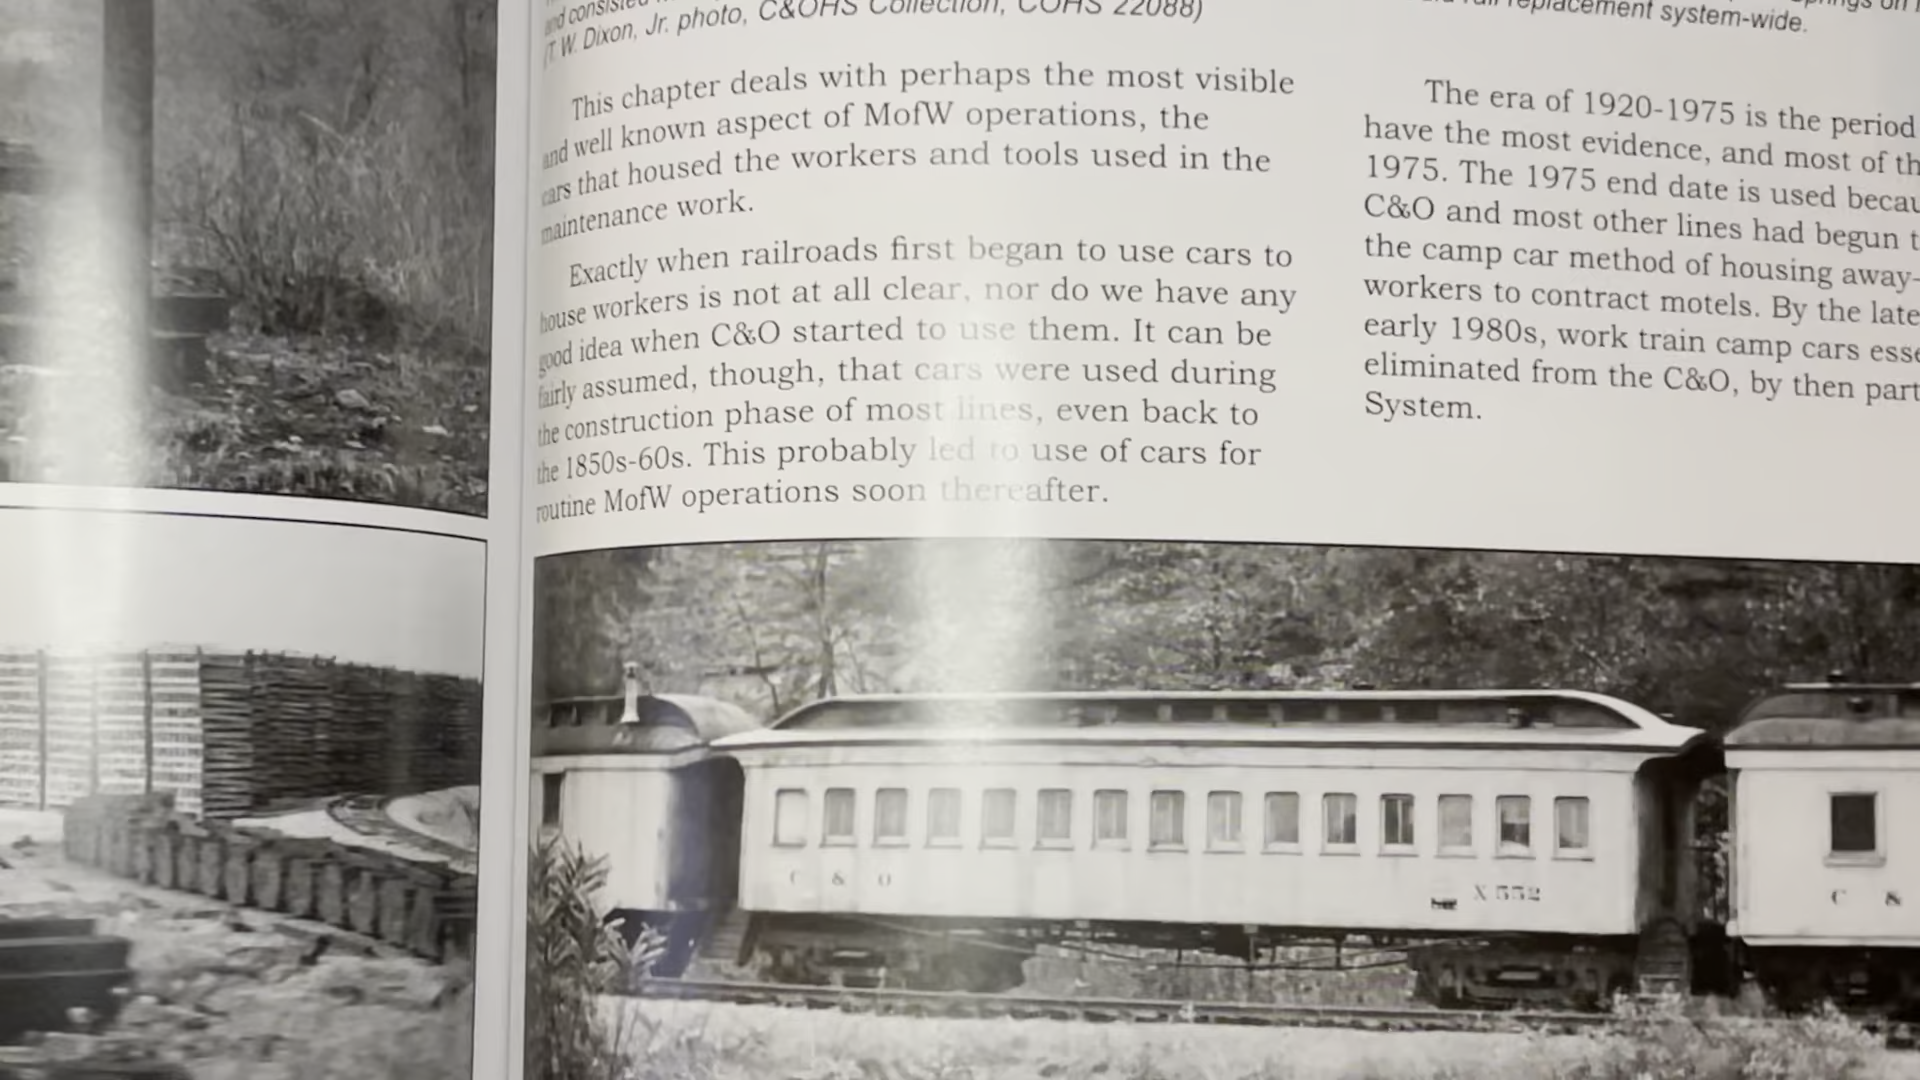 and consisted
(T. W. Dixon, Jr. photo, C&OHS Collection, COHS 22088)
replacement system-wide.
This chapter deals with perhaps the most visible
and well known aspect of MofW operations, the
cars that housed the workers and tools used in the
maintenance work.
Exactly when railroads first began to use cars to
house workers is not at all clear, nor do we have any
good idea when C&O started to use them. It can be
fairly assumed, though, that cars were used during
the construction phase of most lines, even back to
the 1850s-60s. This probably led to use of cars for
routine MofW operations soon thereafter.
The era of 1920-1975 is the period
have the most evidence, and most of th
1975. The 1975 end date is used becau
C&O and most other lines had begun t
the camp car method of housing away-
workers to contract motels. By the late
early 1980s, work train camp cars esse
eliminated from the C&O, by then part
System.
C & O
X 552
C &